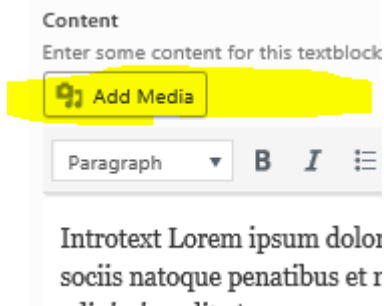 Content
Enter some content for this textblock
Add Media
Paragraph B I
Introtext Lorem ipsum dolor
sociis natoque penatibus et